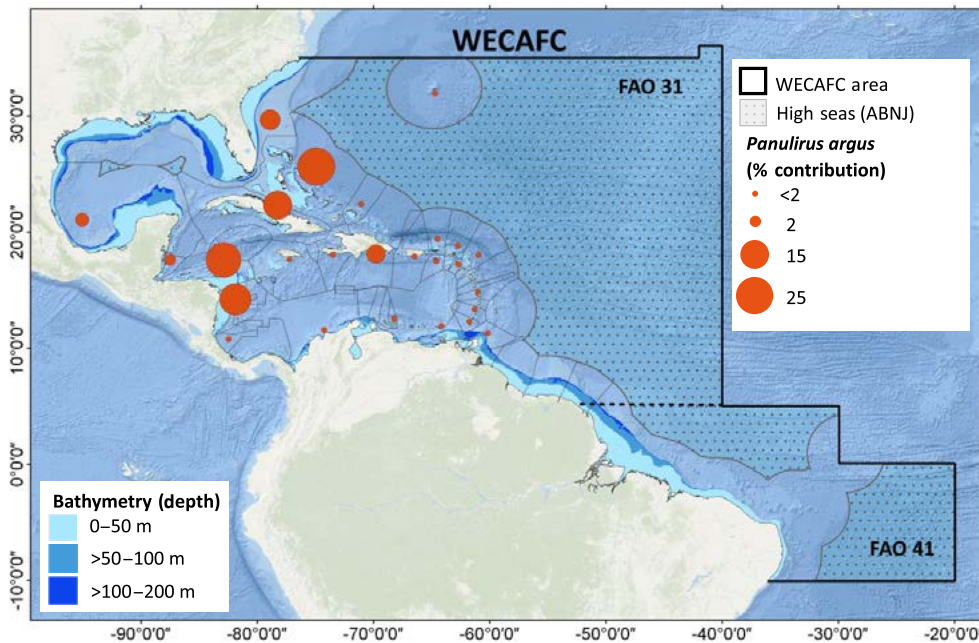 WECAFC
FAO 31
WECAFC area
High seas (ABNJ)
Panulirus argus
(% contribution)
<2
2
15
25
30°0'0"
20°0'0"
10°0'0"
0°0'0"
-10°0'0"
Bathymetry (depth)
0–50 m
>50–100 m
>100–200 m
FAO 41
-90°0'0" -80°0'0" -70°0'0" -60°0'0" -50°0'0" -40°0'0" -30°0'0" -20°0'0"